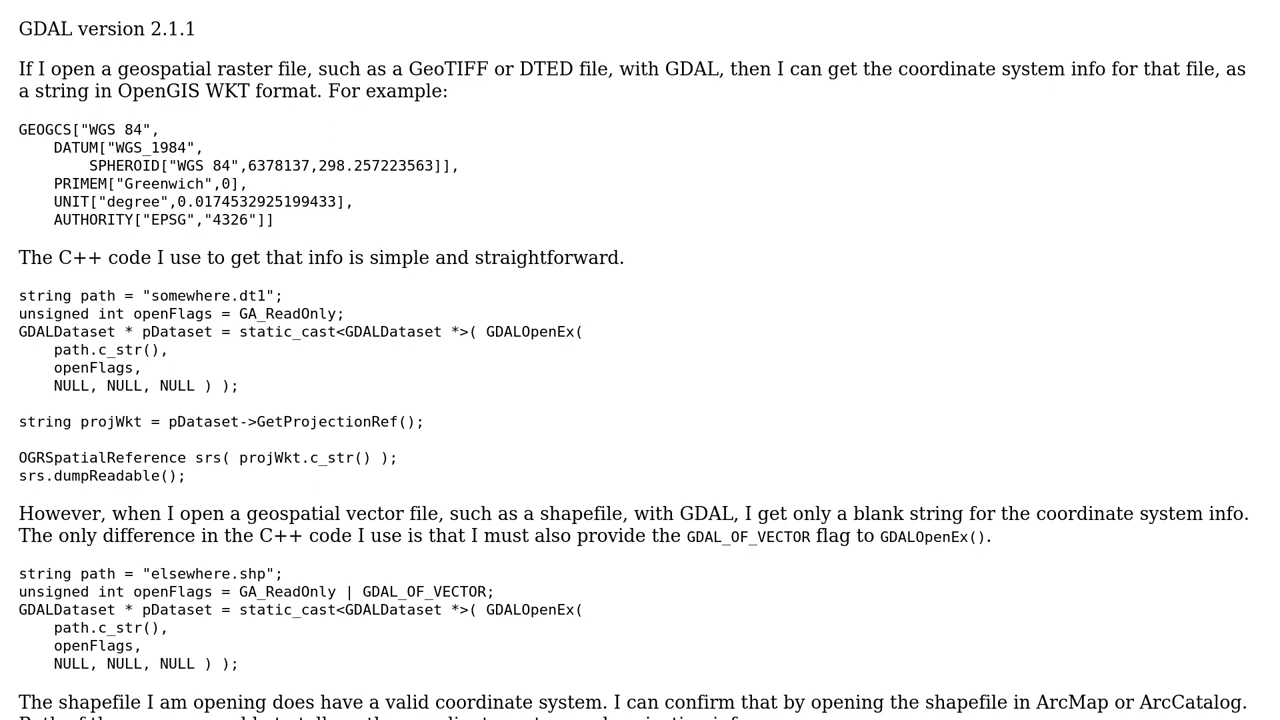 GDAL version 2.1.1
If I open a geospatial raster file, such as a GeoTIFF or DTED file, with GDAL, then I can get the coordinate system info for that file, as
a string in OpenGIS WKT format. For example:
GEOGCS["WGS 84",
    DATUM["WGS_1984",
        SPHEROID["WGS 84",6378137,298.257223563]],
    PRIMEM["Greenwich",0],
    UNIT["degree",0.0174532925199433],
    AUTHORITY["EPSG","4326"]]
The C++ code I use to get that info is simple and straightforward.
string path = "somewhere.dt1";
unsigned int openFlags = GA_ReadOnly;
GDALDataset * pDataset = static_cast<GDALDataset *>( GDALOpenEx(
    path.c_str(),
    openFlags,
    NULL, NULL, NULL ) );
string projWkt = pDataset->GetProjectionRef();
OGRSpatialReference srs( projWkt.c_str() );
srs.dumpReadable();
However, when I open a geospatial vector file, such as a shapefile, with GDAL, I get only a blank string for the coordinate system info.
The only difference in the C++ code I use is that I must also provide the GDAL_OF_VECTOR flag to GDALOpenEx().
string path = "elsewhere.shp";
unsigned int openFlags = GA_ReadOnly | GDAL_OF_VECTOR;
GDALDataset * pDataset = static_cast<GDALDataset *>( GDALOpenEx(
    path.c_str(),
    openFlags,
    NULL, NULL, NULL ) );
The shapefile I am opening does have a valid coordinate system. I can confirm that by opening the shapefile in ArcMap or ArcCatalog.